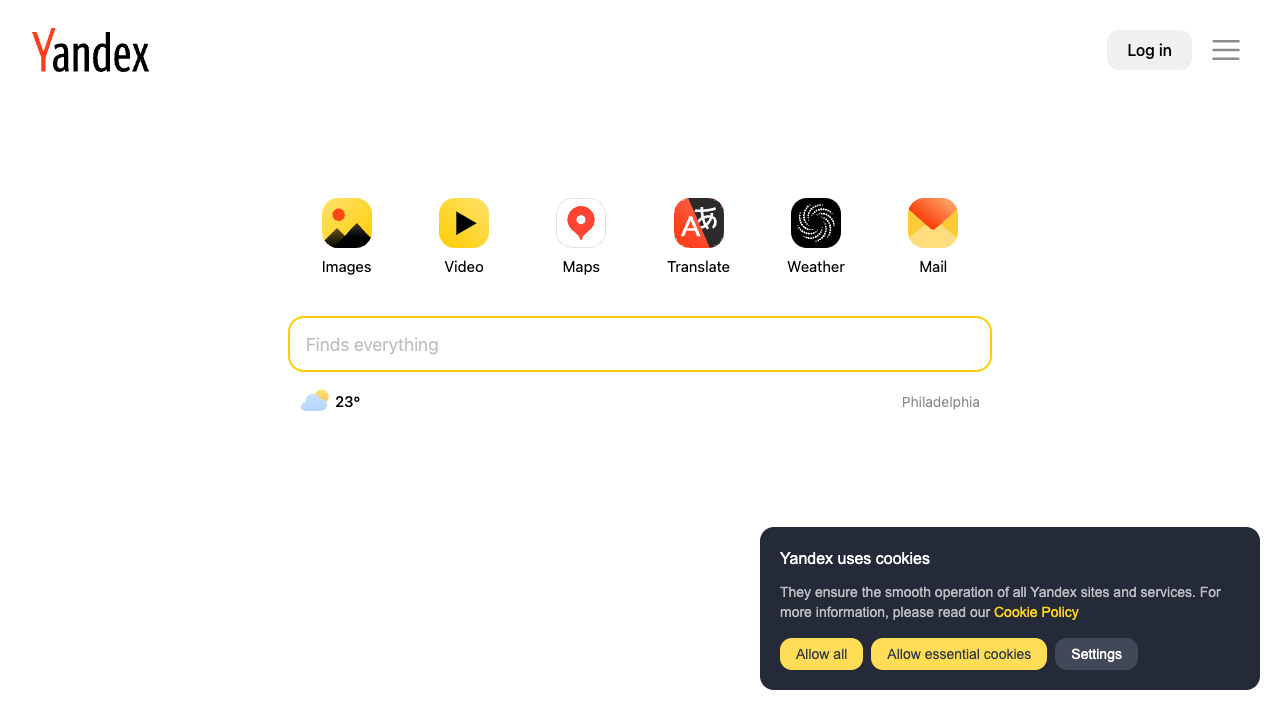 Yandex
Log in
Images
Video
Maps
Aあ
Translate
Weather
Mail
Finds everything
23°
Philadelphia
Yandex uses cookies
They ensure the smooth operation of all Yandex sites and services. For
more information, please read our Cookie Policy
Allow all
Allow essential cookies
Settings